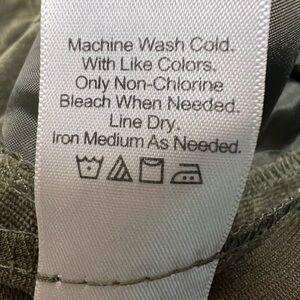 Machine Wash Cold.
With Like Colors.
Only Non-Chlorine
Bleach When Needed.
Line Dry.
Iron Medium As Needed.